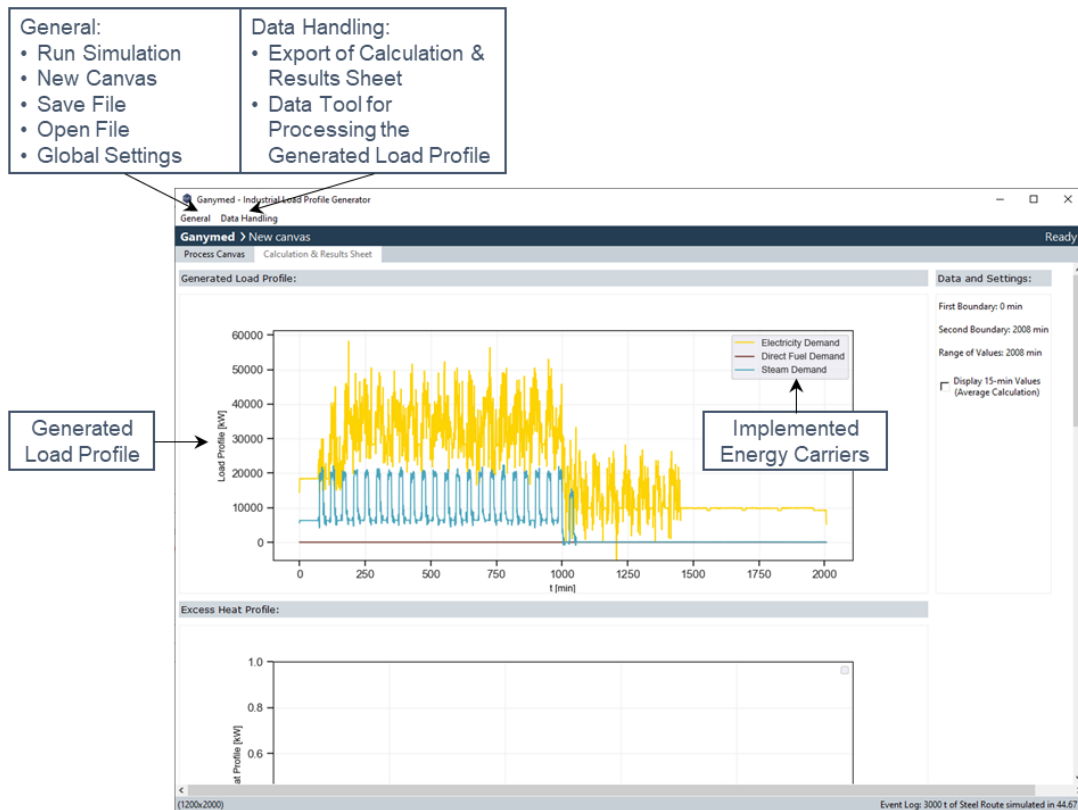 General:
• Run Simulation
• New Canvas
• Save File
• Open File
• Global Settings
Data Handling:
• Export of Calculation &
Results Sheet
• Data Tool for
Processing the
Generated Load Profile
Ganymed - Industrial Load Profile Generator
General Data Handling
Ganymed > New canvas Ready
Process Canvas Calculation & Results Sheet
Generated Load Profile:
Data and Settings:
First Boundary: 0 min
Second Boundary: 2008 min
Range of Values: 2008 min
Display 15-min Values
(Average Calculation)
Generated
Load Profile
Load Profile [kW]
60000
50000
40000
30000
20000
10000
0
Electricity Demand
Direct Fuel Demand
Steam Demand
Implemented
Energy Carriers
0 250 500 750 1000 1250 1500 1750 2000
t [min]
Excess Heat Profile:
at Profile [kW]
1.0
0.8
0.6
(1200x2000) Event Log: 3000 t of Steel Route simulated in 44.67